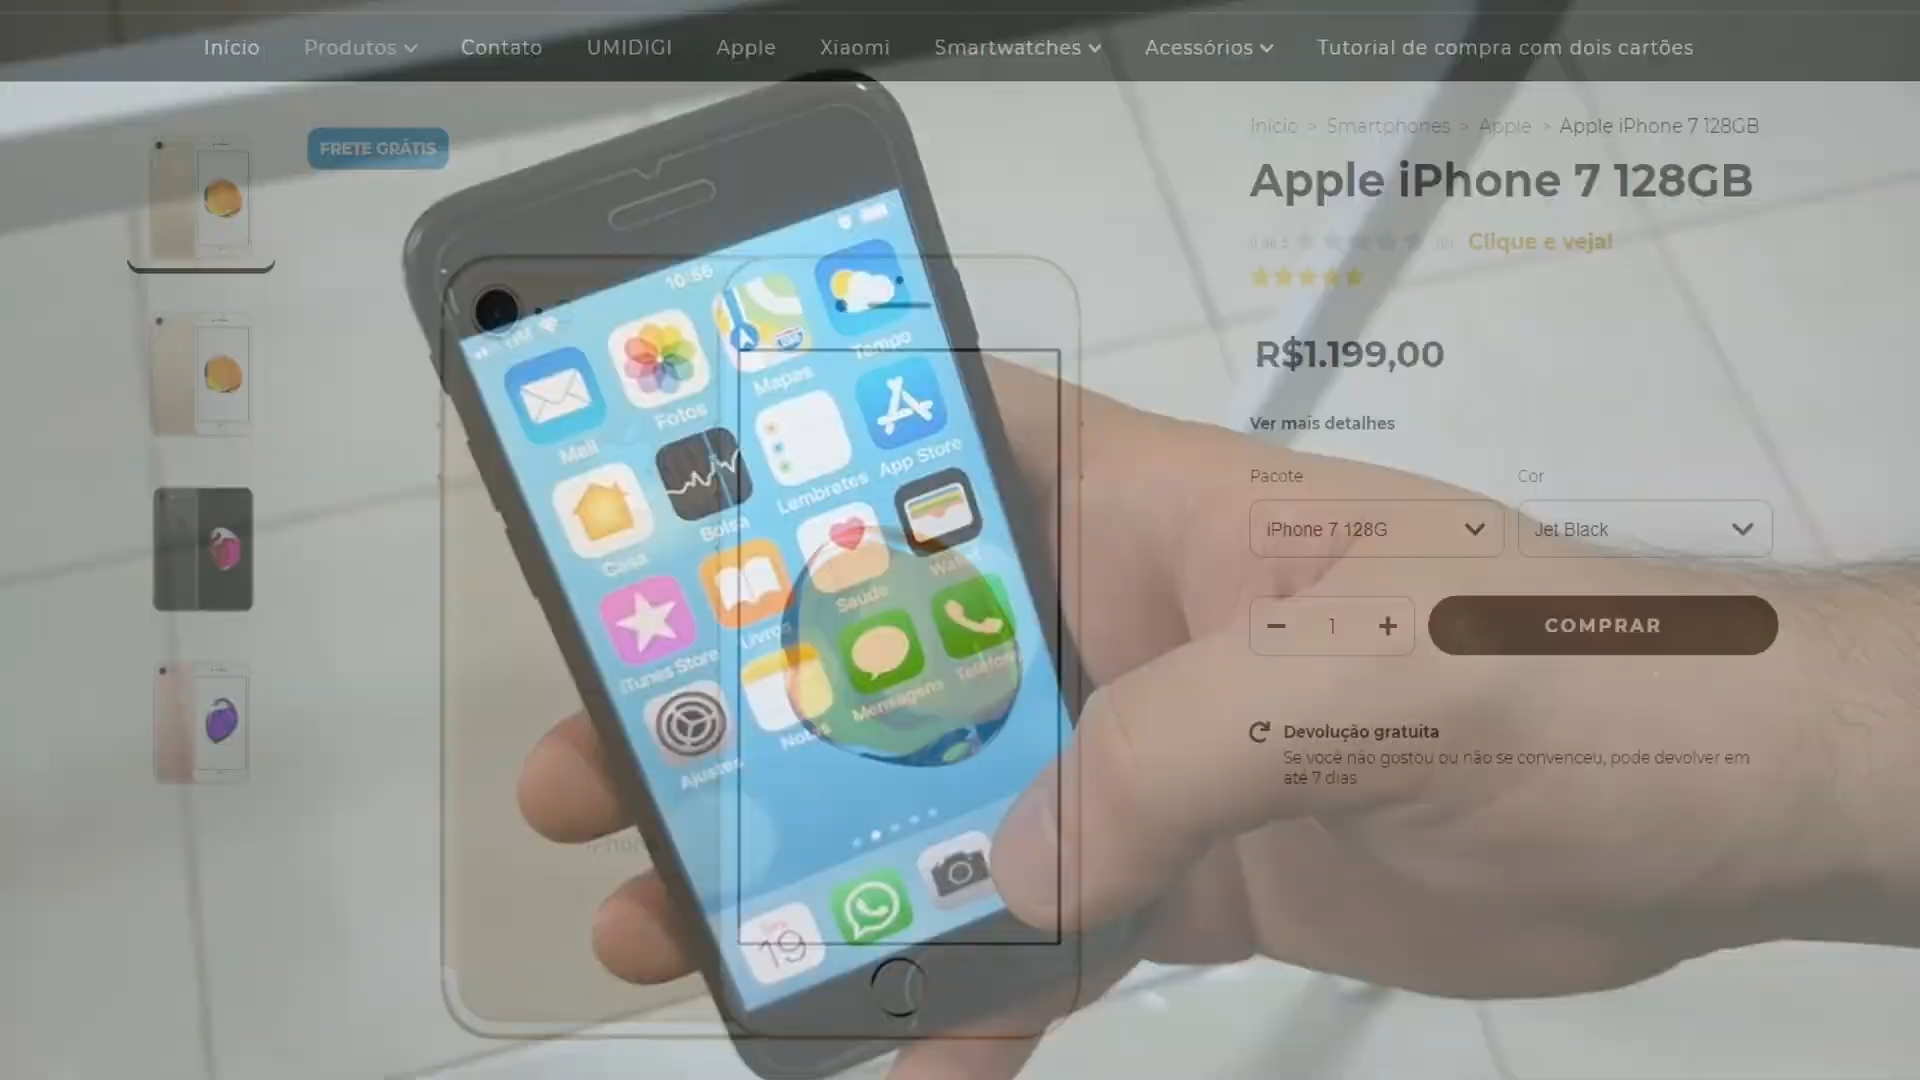 Início Produtos Contato UMIDIGI Apple Xiaomi Smartwatches Acessórios Tutorial de compra com dois cartões
FRETE GRÁTIS
Início > Smartphones > Apple > Apple iPhone 7 128GB
Apple iPhone 7 128GB
Clique e veja!
R$1.199,00
Ver mais detalhes
Pacote Cor
iPhone 7 128G Jet Black
1 COMPRAR
Devolução gratuita
Se você não gostou ou não se convenceu, pode devolver em
até 7 dias
10:56
Mail Fotos Mapas Tempo
Casa Bolsa Lembretes App Store
iTunes Store Livros Saúde Wallet
Ajustes Notas Mensagens Telefone
19